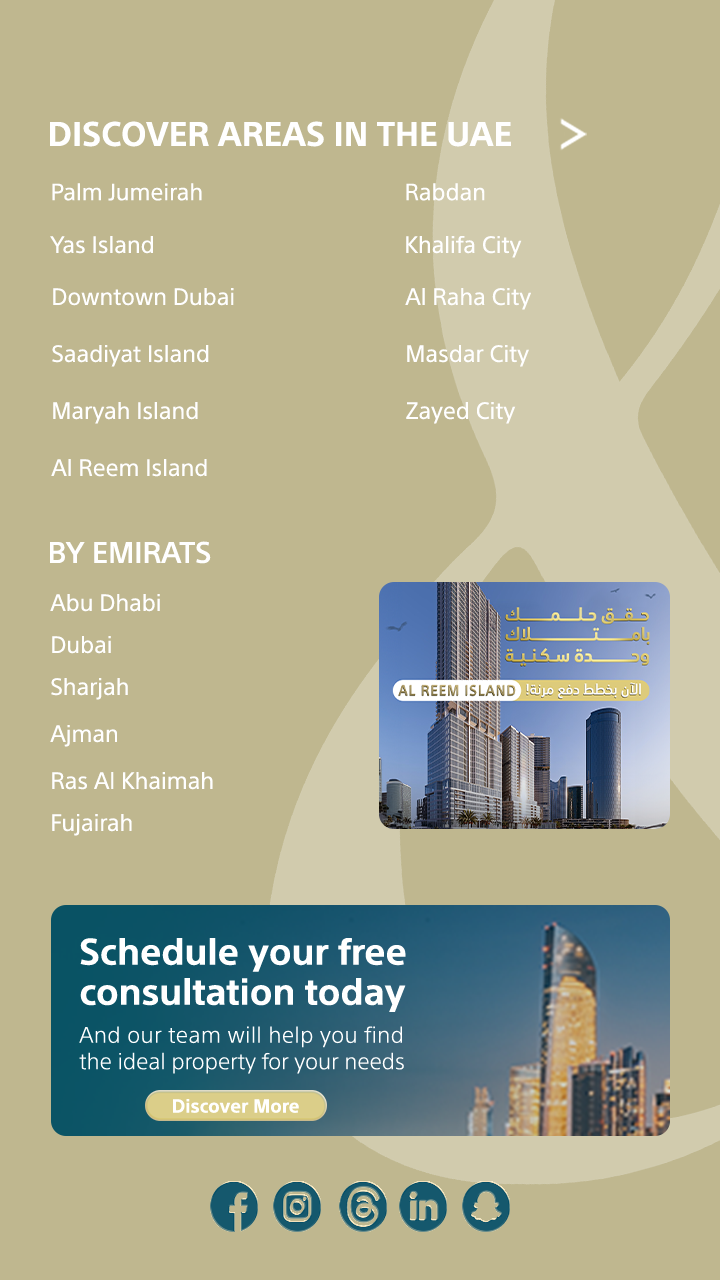 DISCOVER AREAS IN THE UAE >
Palm Jumeirah
Yas Island
Downtown Dubai
Saadiyat Island
Maryah Island
Al Reem Island
Rabdan
Khalifa City
Al Raha City
Masdar City
Zayed City
BY EMIRATS
Abu Dhabi
Dubai
Sharjah
Ajman
Ras Al Khaimah
Fujairah
حقق حلمك
بامتلاك
وحدة سكنية
الآن بخطط دفع مرنة!
AL REEM ISLAND
Schedule your free
consultation today
And our team will help you find
the ideal property for your needs
Discover More